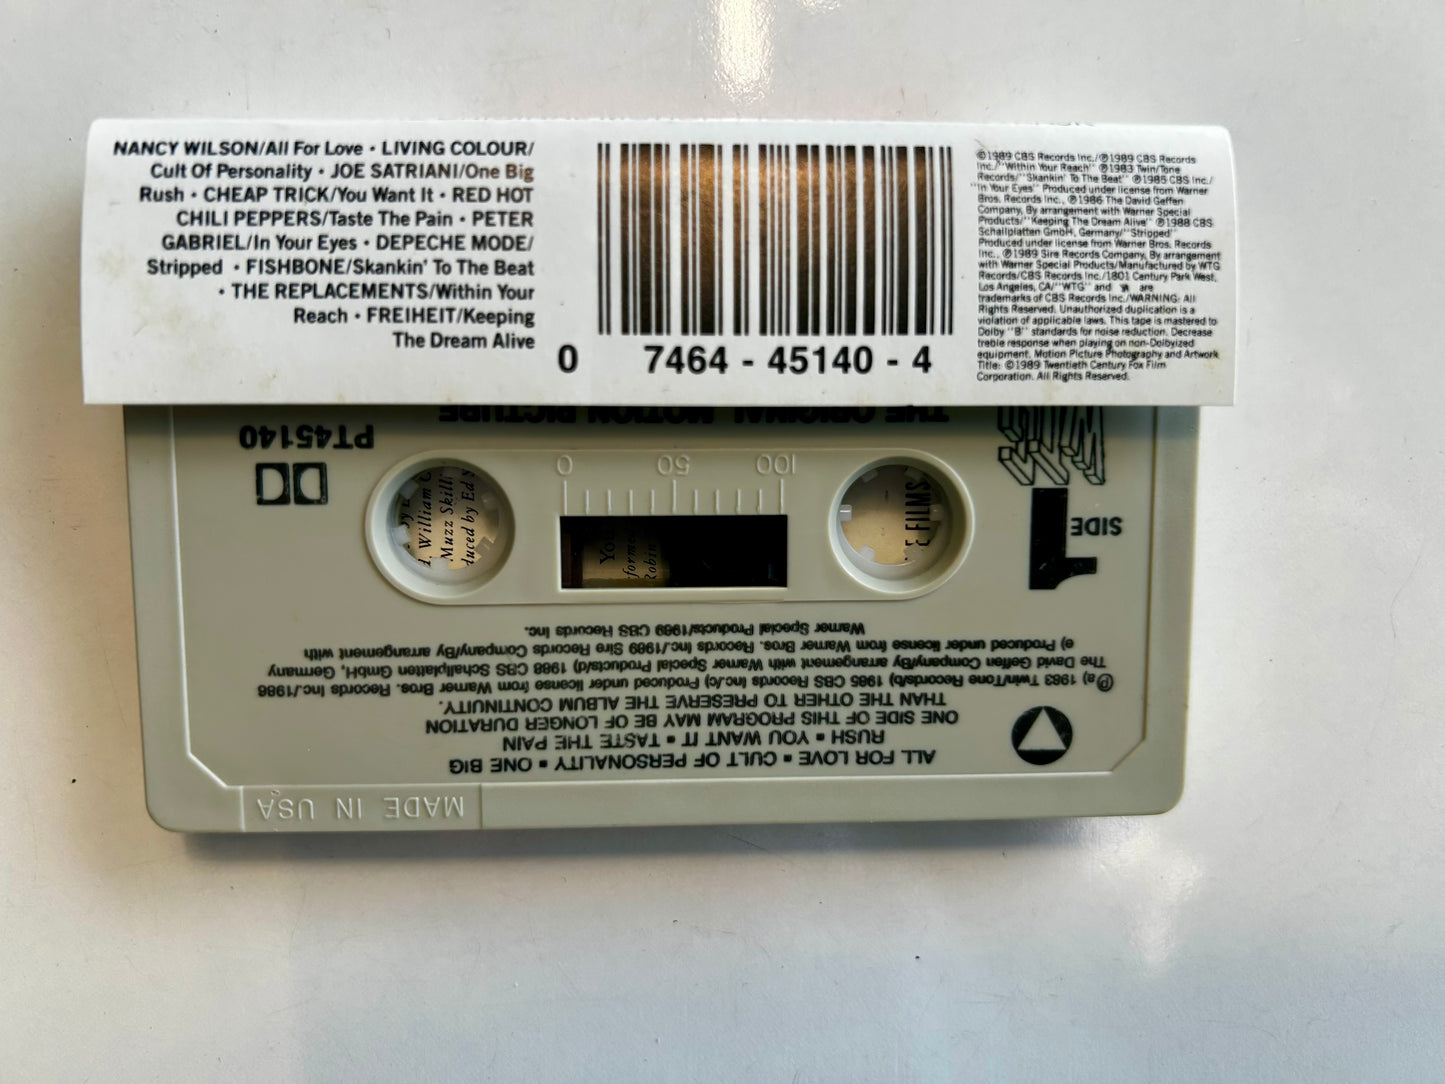 NANCY WILSON/All For Love • LIVING COLOUR/
Cult Of Personality • JOE SATRIANI/One Big
Rush • CHEAP TRICK/You Want It • RED HOT
CHILI PEPPERS/Taste The Pain • PETER
GABRIEL/In Your Eyes • DEPECHE MODE/
Stripped • FISHBONE/Skankin' To The Beat
• THE REPLACEMENTS/Within Your
Reach • FREIHEIT/Keeping
The Dream Alive
0 7464 - 45140 - 4
©1989 CBS Records Inc./℗1989 CBS Records
Inc./"Within Your Reach" ℗1983 Twin/Tone
Records/"Skankin' To The Beat" ℗1985 CBS Inc./
"In Your Eyes" Produced under license from Warner
Bros. Records Inc., ℗1986 The David Geffen
Company, By arrangement with Warner Special
Products/"Keeping The Dream Alive" ℗1988 CBS
Schallplatten GmbH, Germany/"Stripped"
Produced under license from Warner Bros. Records
Inc., ℗1989 Sire Records Company, By arrangement
with Warner Special Products/Manufactured by WTG
Records/CBS Records Inc./1801 Century Park West,
Los Angeles, CA/"WTG" and are
trademarks of CBS Records Inc./WARNING: All
Rights Reserved. Unauthorized duplication is a
violation of applicable laws. This tape is mastered to
Dolby "B" standards for noise reduction. Decrease
treble response when playing on non-Dolbyized
equipment. Motion Picture Photography and Artwork
Title: ©1989 Twentieth Century Fox Film
Corporation. All Rights Reserved.
THE ORIGINAL MOTION PICTURE
PT45140
100 50 0
SIDE
1
William
Muzz Skill
duced by Ed
You
formed
Robin
E FILMS
ALL FOR LOVE ▪ CULT OF PERSONALITY ▪ ONE BIG
RUSH ▪ YOU WANT IT ▪ TASTE THE PAIN
ONE SIDE OF THIS PROGRAM MAY BE OF LONGER DURATION
THAN THE OTHER TO PRESERVE THE ALBUM CONTINUITY.
℗ a) 1983 Twin/Tone Records/b) 1985 CBS Records Inc./c) Produced under license from Warner Bros. Records Inc./1986
The David Geffen Company/By arrangement with Warner Special Products/d) 1988 CBS Schallplatten GmbH, Germany
e) Produced under license from Warner Bros. Records Inc./1989 Sire Records Company/By arrangement with
Warner Special Products/1989 CBS Records Inc.
MADE IN USA